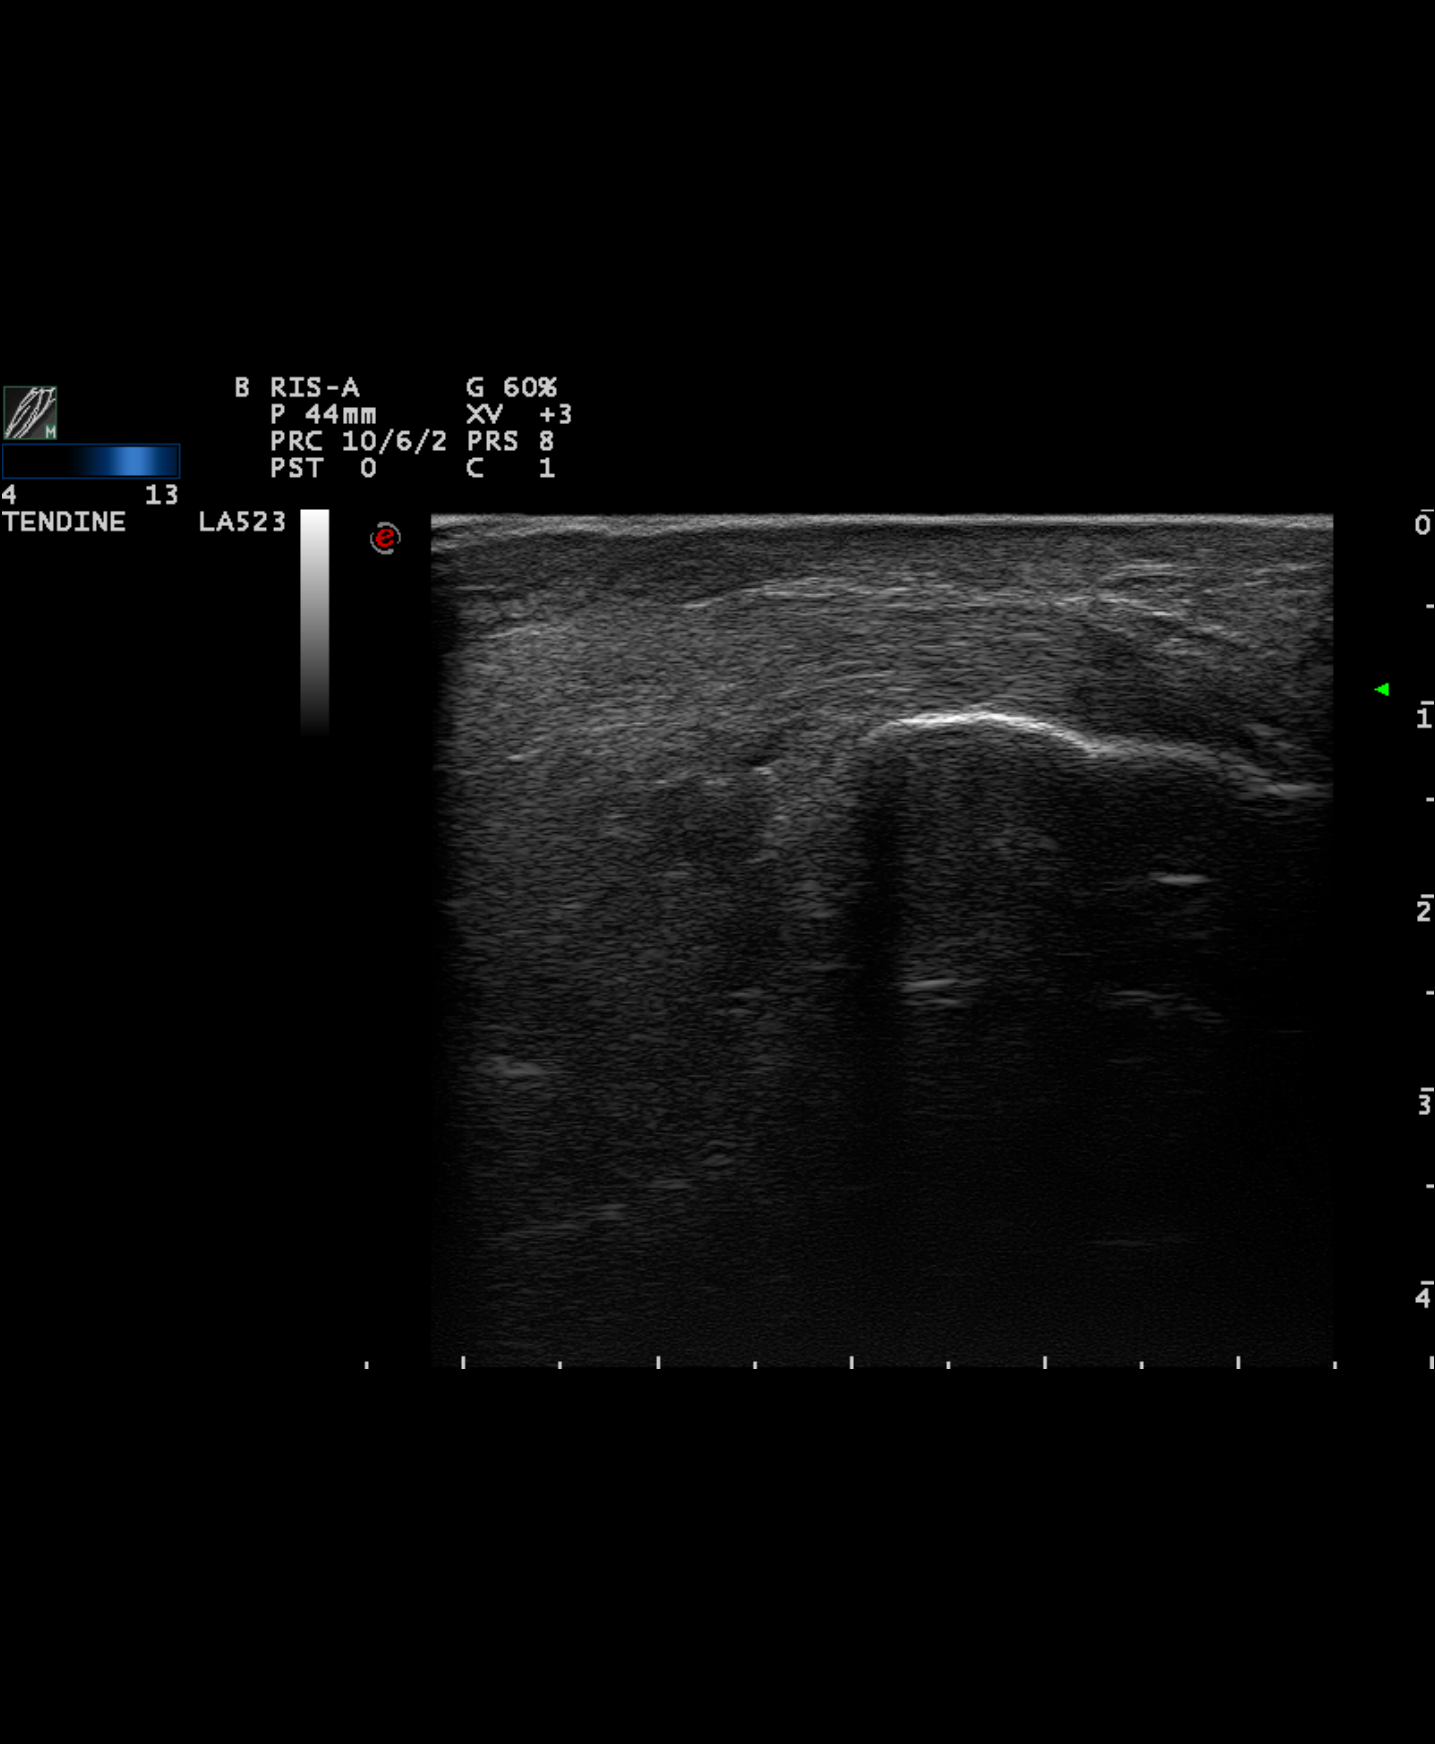 B RIS-A G 60%
P 44mm XV +3
PRC 10/6/2 PRS 8
PST 0 C 1
M
4 13
TENDINE LA523
e
0
1
2
3
4